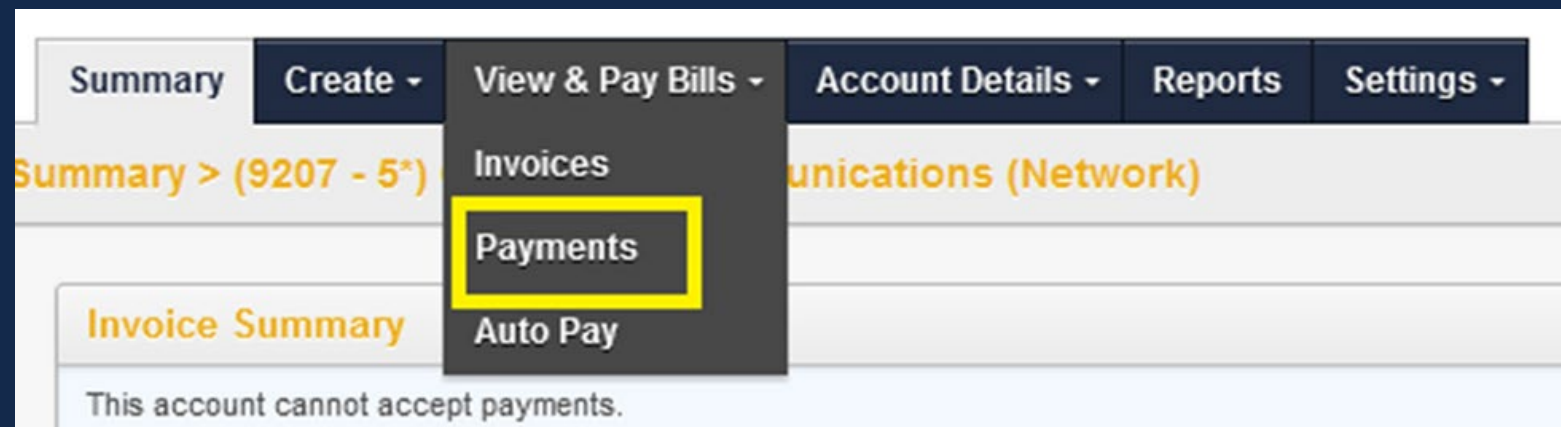 Summary Create - View & Pay Bills - Account Details - Reports Settings -
Summary > (9207 - 5*) unications (Network)
Invoices
Payments
Auto Pay
Invoice Summary
This account cannot accept payments.